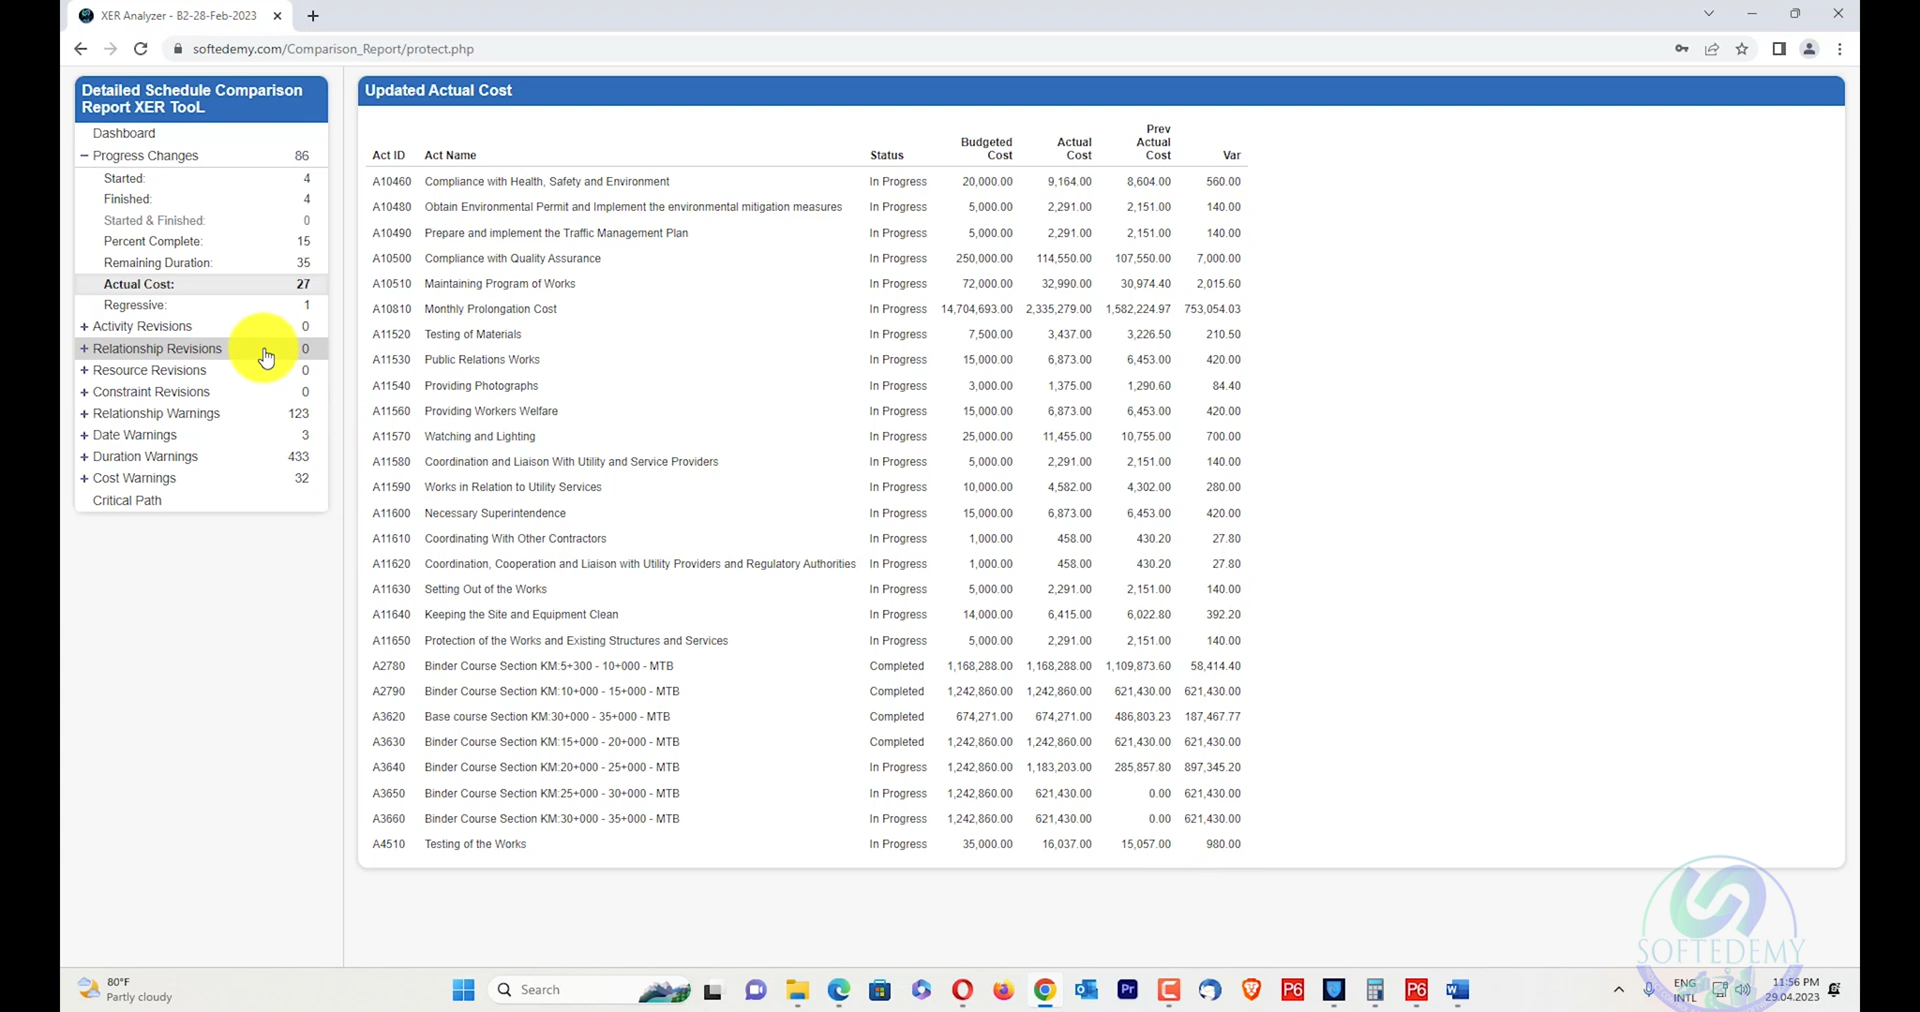 XER Analyzer - B2-28-Feb-2023
softedemy.com/Comparison_Report/protect.php
Detailed Schedule Comparison
Report XER TooL
Dashboard
− Progress Changes 86
Started: 4
Finished: 4
Started & Finished: 0
Percent Complete: 15
Remaining Duration: 35
Actual Cost: 27
Regressive: 1
+ Activity Revisions 0
+ Relationship Revisions 0
+ Resource Revisions 0
+ Constraint Revisions 0
+ Relationship Warnings 123
+ Date Warnings 3
+ Duration Warnings 433
+ Cost Warnings 32
Critical Path
Updated Actual Cost
Act ID Act Name Status Budgeted Cost Actual Cost Prev Actual Cost Var
A10460 Compliance with Health, Safety and Environment In Progress 20,000.00 9,164.00 8,604.00 560.00
A10480 Obtain Environmental Permit and Implement the environmental mitigation measures In Progress 5,000.00 2,291.00 2,151.00 140.00
A10490 Prepare and implement the Traffic Management Plan In Progress 5,000.00 2,291.00 2,151.00 140.00
A10500 Compliance with Quality Assurance In Progress 250,000.00 114,550.00 107,550.00 7,000.00
A10510 Maintaining Program of Works In Progress 72,000.00 32,990.00 30,974.40 2,015.60
A10810 Monthly Prolongation Cost In Progress 14,704,693.00 2,335,279.00 1,582,224.97 753,054.03
A11520 Testing of Materials In Progress 7,500.00 3,437.00 3,226.50 210.50
A11530 Public Relations Works In Progress 15,000.00 6,873.00 6,453.00 420.00
A11540 Providing Photographs In Progress 3,000.00 1,375.00 1,290.60 84.40
A11560 Providing Workers Welfare In Progress 15,000.00 6,873.00 6,453.00 420.00
A11570 Watching and Lighting In Progress 25,000.00 11,455.00 10,755.00 700.00
A11580 Coordination and Liaison With Utility and Service Providers In Progress 5,000.00 2,291.00 2,151.00 140.00
A11590 Works in Relation to Utility Services In Progress 10,000.00 4,582.00 4,302.00 280.00
A11600 Necessary Superintendence In Progress 15,000.00 6,873.00 6,453.00 420.00
A11610 Coordinating With Other Contractors In Progress 1,000.00 458.00 430.20 27.80
A11620 Coordination, Cooperation and Liaison with Utility Providers and Regulatory Authorities In Progress 1,000.00 458.00 430.20 27.80
A11630 Setting Out of the Works In Progress 5,000.00 2,291.00 2,151.00 140.00
A11640 Keeping the Site and Equipment Clean In Progress 14,000.00 6,415.00 6,022.80 392.20
A11650 Protection of the Works and Existing Structures and Services In Progress 5,000.00 2,291.00 2,151.00 140.00
A2780 Binder Course Section KM:5+300 - 10+000 - MTB Completed 1,168,288.00 1,168,288.00 1,109,873.60 58,414.40
A2790 Binder Course Section KM:10+000 - 15+000 - MTB Completed 1,242,860.00 1,242,860.00 621,430.00 621,430.00
A3620 Base course Section KM:30+000 - 35+000 - MTB Completed 674,271.00 674,271.00 486,803.23 187,467.77
A3630 Binder Course Section KM:15+000 - 20+000 - MTB Completed 1,242,860.00 1,242,860.00 621,430.00 621,430.00
A3640 Binder Course Section KM:20+000 - 25+000 - MTB In Progress 1,242,860.00 1,183,203.00 285,857.80 897,345.20
A3650 Binder Course Section KM:25+000 - 30+000 - MTB In Progress 1,242,860.00 621,430.00 0.00 621,430.00
A3660 Binder Course Section KM:30+000 - 35+000 - MTB In Progress 1,242,860.00 621,430.00 0.00 621,430.00
A4510 Testing of the Works In Progress 35,000.00 16,037.00 15,057.00 980.00
SOFTEDEMY
80°F
Partly cloudy
Search
Pr
P6
P6
W
ENG
INTL
11:56 PM
29.04.2023